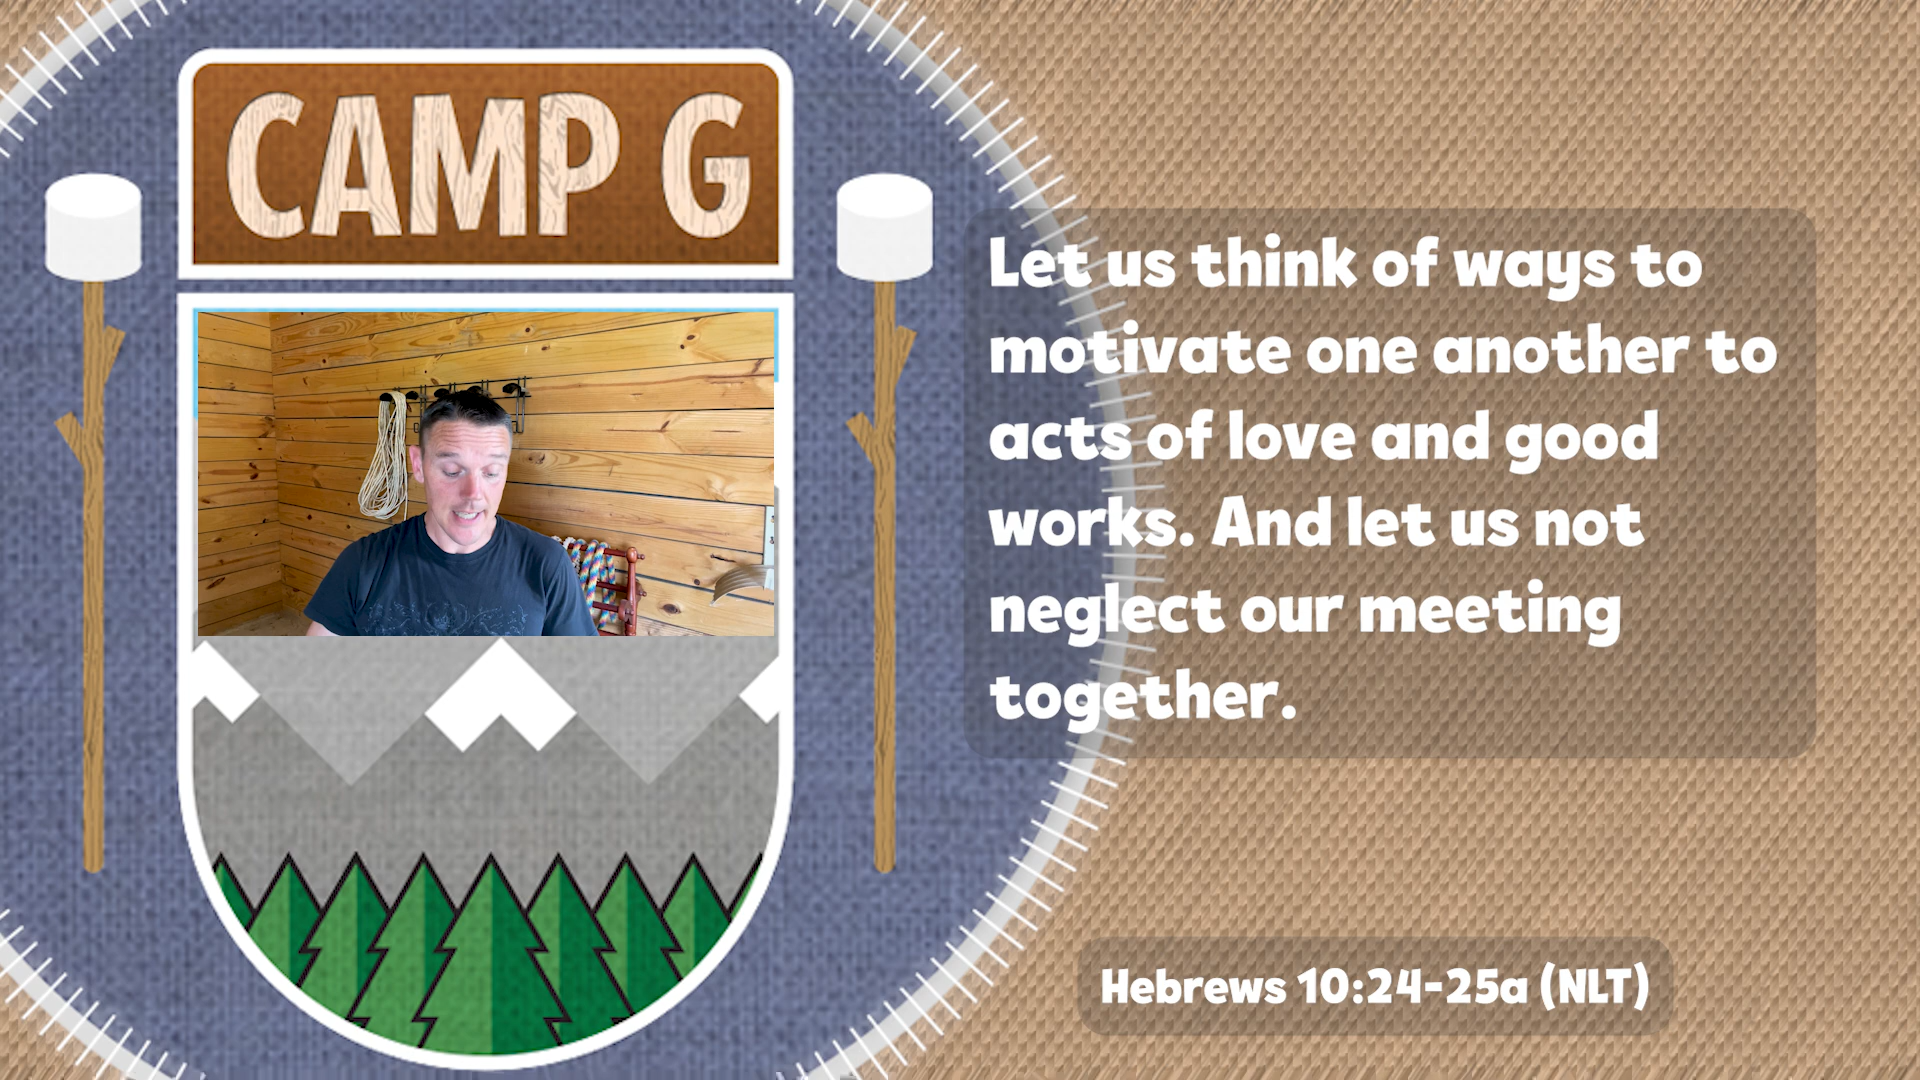 CAMP G
Let us think of ways to
motivate one another to
acts of love and good
works. And let us not
neglect our meeting
together.
Hebrews 10:24-25a (NLT)